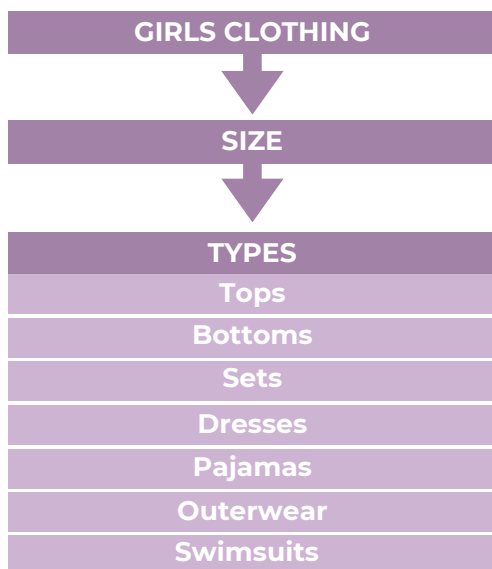 GIRLS CLOTHING
SIZE
TYPES
Tops
Bottoms
Sets
Dresses
Pajamas
Outerwear
Swimsuits